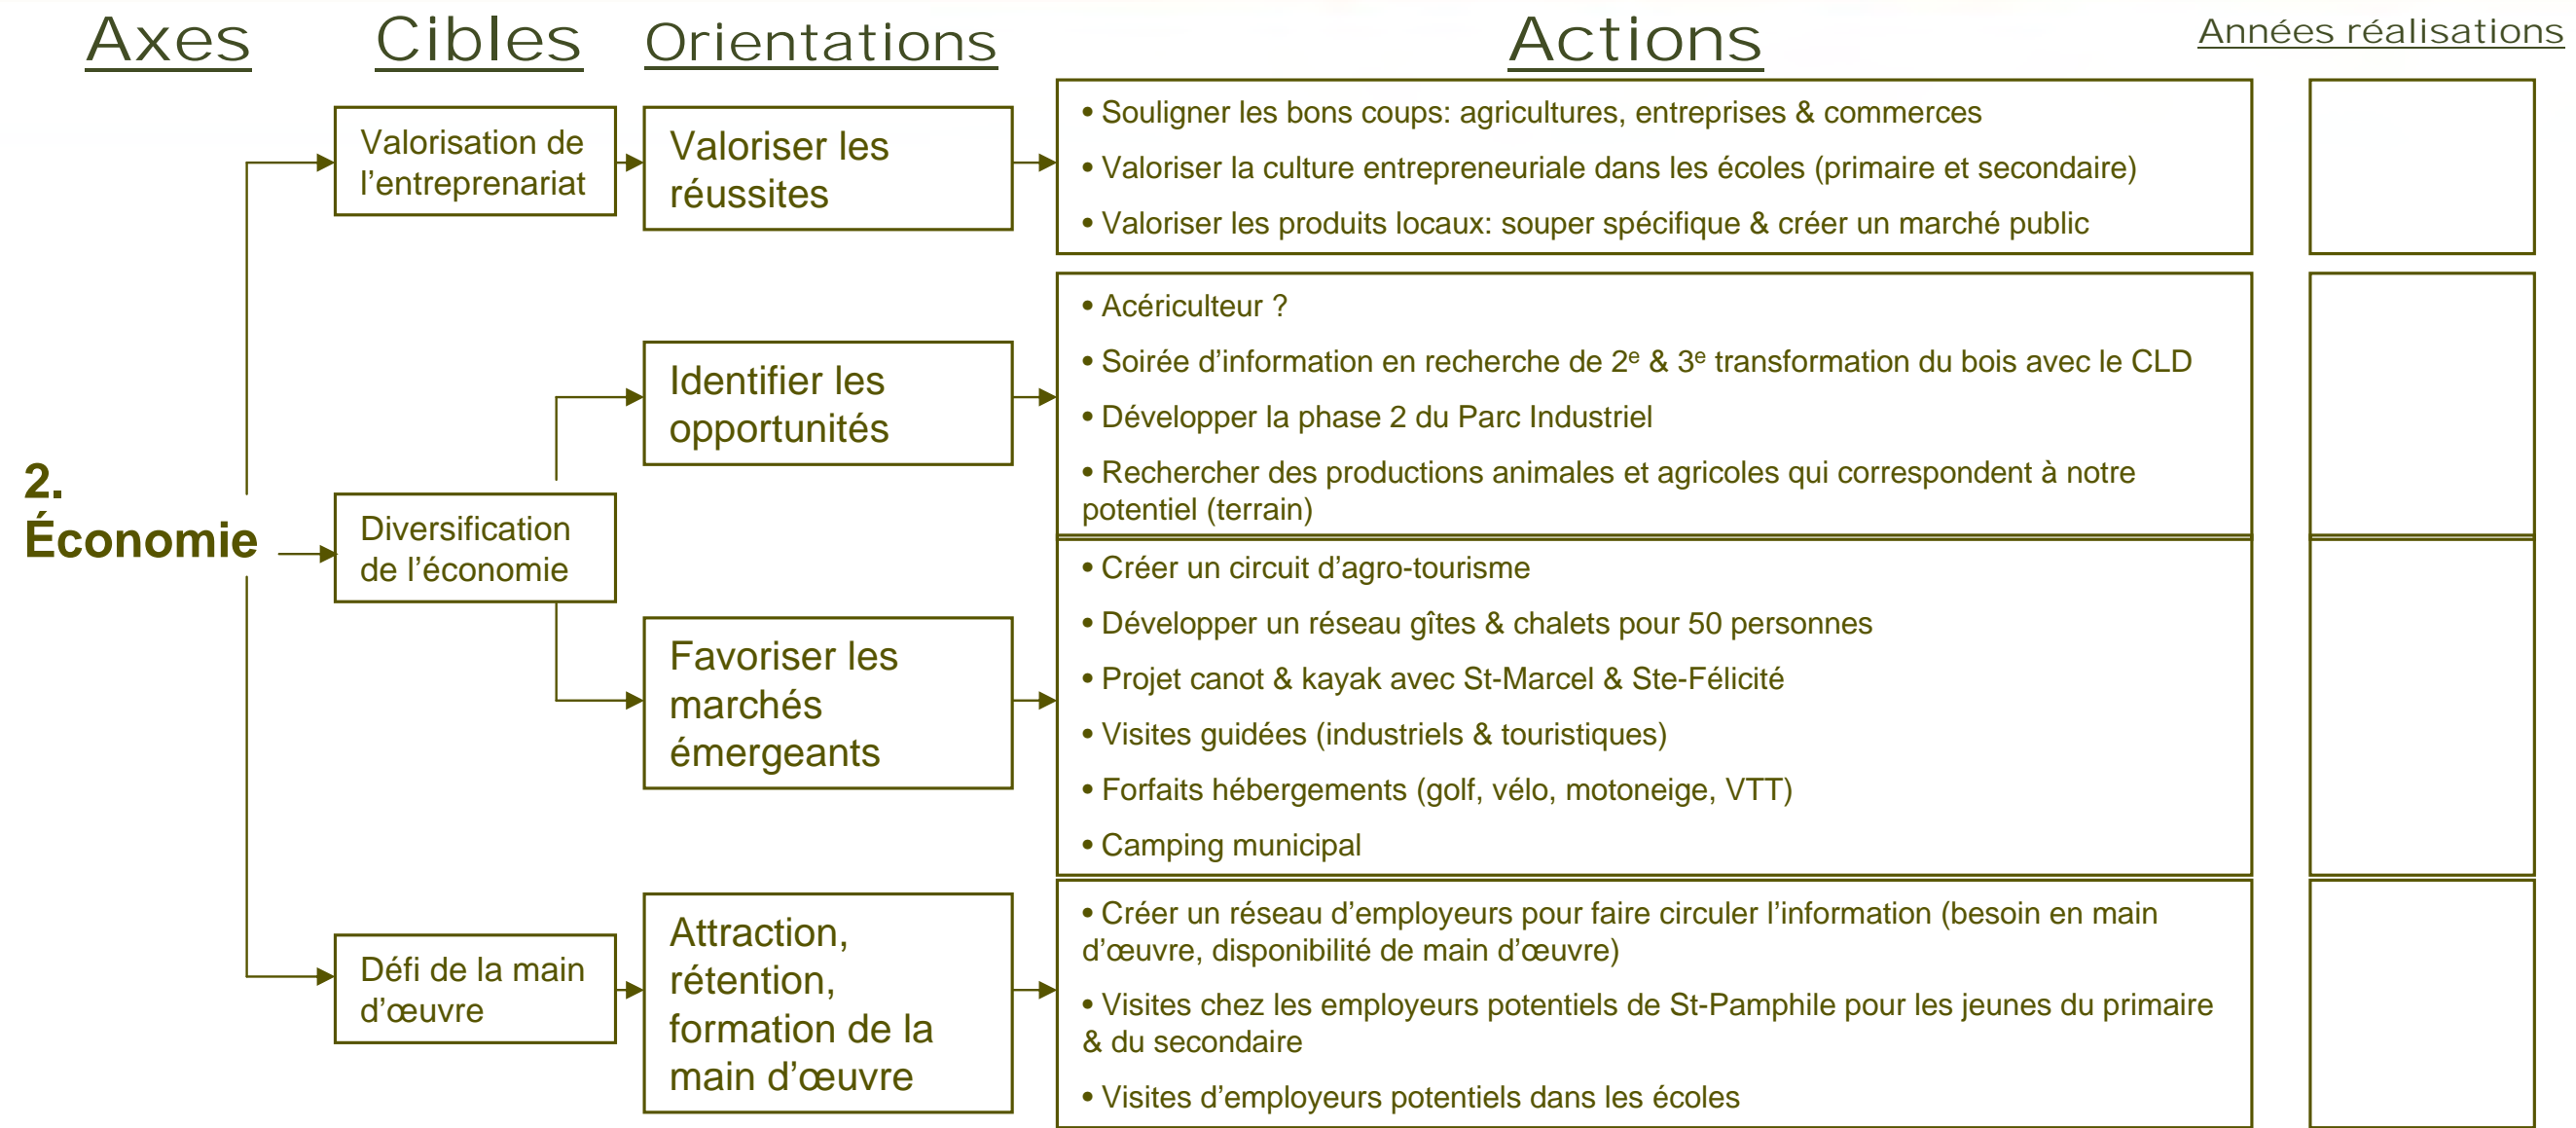 Axes
Cibles
Orientations
Actions
Années réalisations
2.
Économie
Valorisation de
l’entreprenariat
Valoriser les
réussites
• Souligner les bons coups: agricultures, entreprises & commerces
• Valoriser la culture entrepreneuriale dans les écoles (primaire et secondaire)
• Valoriser les produits locaux: souper spécifique & créer un marché public
Diversification
de l’économie
Identifier les
opportunités
• Acériculteur ?
• Soirée d’information en recherche de 2e & 3e transformation du bois avec le CLD
• Développer la phase 2 du Parc Industriel
• Rechercher des productions animales et agricoles qui correspondent à notre
potentiel (terrain)
Favoriser les
marchés
émergeants
• Créer un circuit d’agro-tourisme
• Développer un réseau gîtes & chalets pour 50 personnes
• Projet canot & kayak avec St-Marcel & Ste-Félicité
• Visites guidées (industriels & touristiques)
• Forfaits hébergements (golf, vélo, motoneige, VTT)
• Camping municipal
Défi de la main
d’œuvre
Attraction,
rétention,
formation de la
main d’œuvre
• Créer un réseau d’employeurs pour faire circuler l’information (besoin en main
d’œuvre, disponibilité de main d’œuvre)
• Visites chez les employeurs potentiels de St-Pamphile pour les jeunes du primaire
& du secondaire
• Visites d’employeurs potentiels dans les écoles